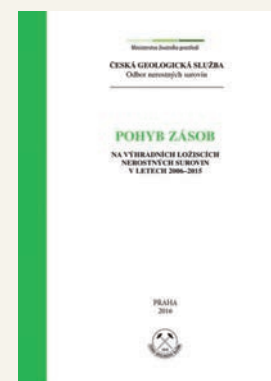 Ministerstvo životního prostředí
ČESKÁ GEOLOGICKÁ SLUŽBA
Odbor nerostných surovin
POHYB ZÁSOB
NA VÝHRADNÍCH LOŽISCÍCH
NEROSTNÝCH SUROVIN
V LETECH 2006–2015
PRAHA
2016